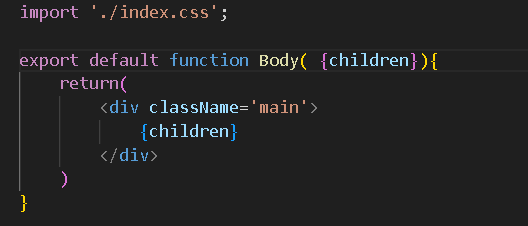 import './index.css';
export default function Body( {children}){
return(
<div className='main'>
{children}
</div>
)
}